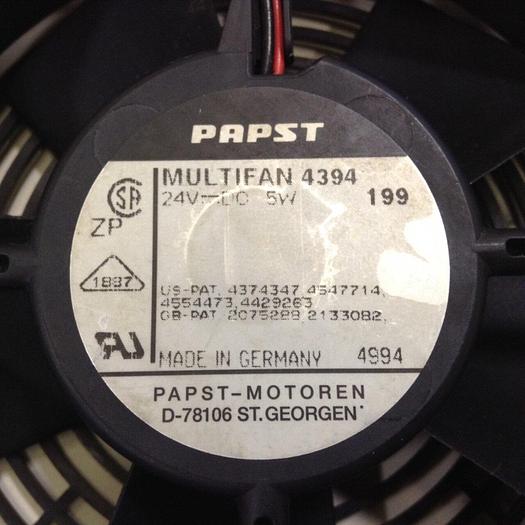 PAPST
MULTIFAN 4394
24V⎓DC 5W 199
SA
ZP
1887
US-PAT. 4374347, 4547714,
4554473, 4429263
GB-PAT. 2075288, 2133082,
MADE IN GERMANY 4994
PAPST-MOTOREN
D-78106 ST.GEORGEN